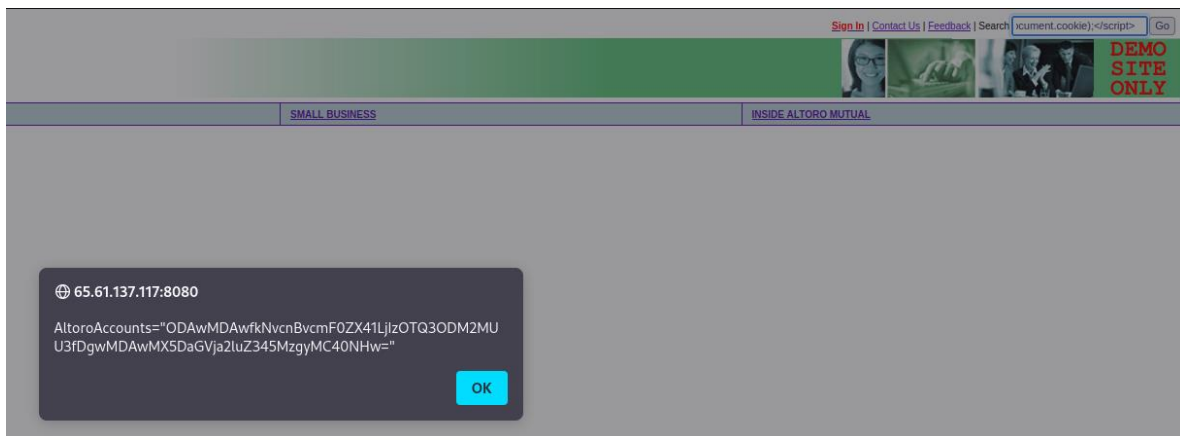 Sign In | Contact Us | Feedback | Search ocument.cookie);</script> Go
DEMO
SITE
ONLY
SMALL BUSINESS INSIDE ALTORO MUTUAL
65.61.137.117:8080
AltoroAccounts="ODAwMDAwfkNvcnBvcmF0ZX41LjIzOTQ3ODM2MU
U3fDgwMDAwMX5DaGVja2luZ345MzgyMC40NHw="
OK